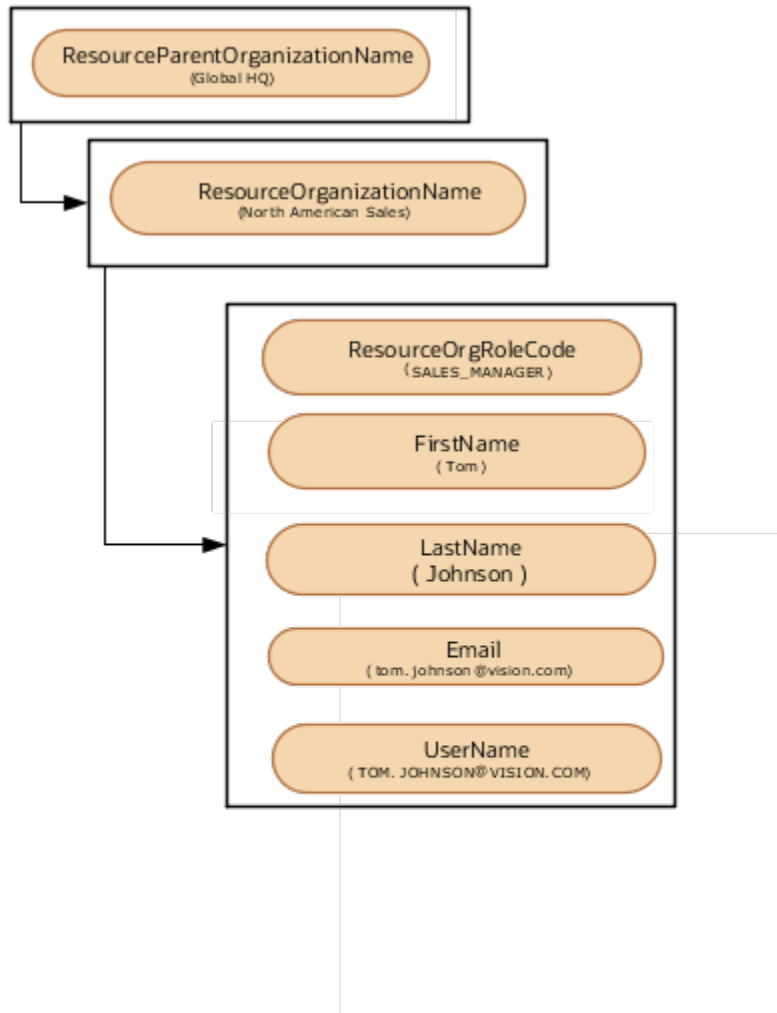 ResourceParentOrganizationName
(Global HQ)
ResourceOrganizationName
(North American Sales)
ResourceOrgRoleCode
(SALES_MANAGER)
FirstName
( Tom )
LastName
( Johnson )
Email
( tom. johnson @vision.com)
UserName
( TOM. JOHNSON@VISION.COM)